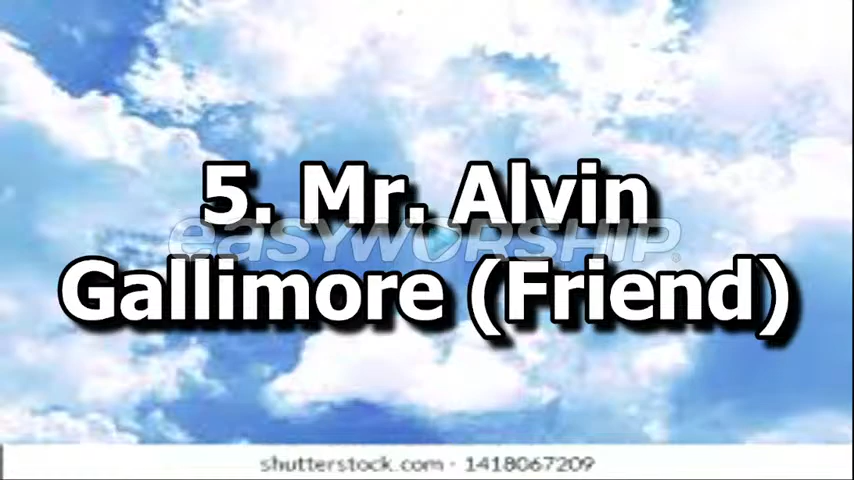 5. Mr. Alvin
easyworship.
Gallimore (Friend)
shutterstock.com · 1418067209